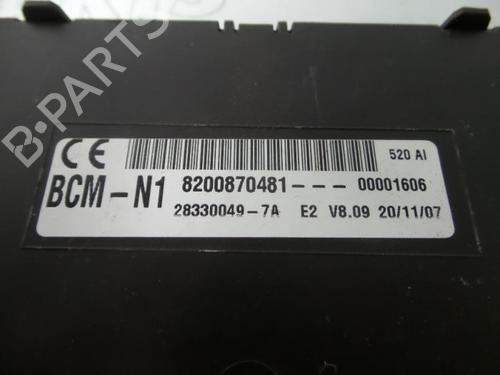 CE
520 AI
BCM-N1 8200870481--- 00001606
28330049-7A E2 V8.09 20/11/07
B-PARTS